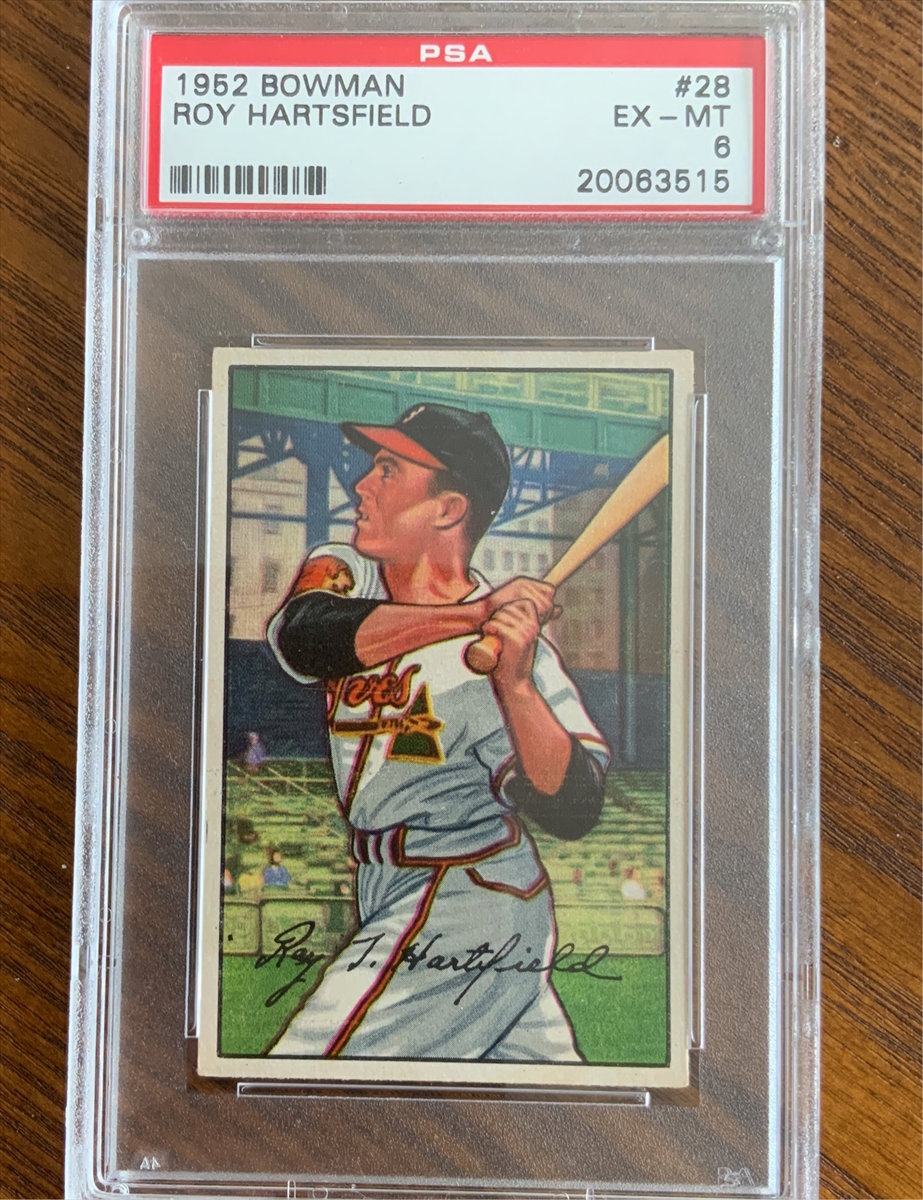 PSA
1952 BOWMAN #28
ROY HARTSFIELD EX - MT
6
20063515
Roy T. Hartsfield